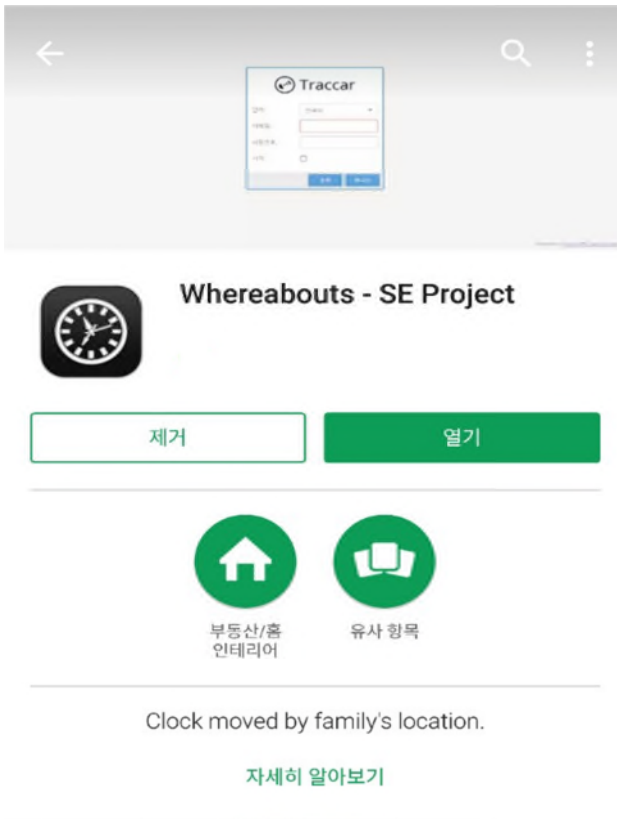 Traccar
Whereabouts - SE Project
제거
열기
부동산/홈
인테리어
유사 항목
Clock moved by family's location.
자세히 알아보기